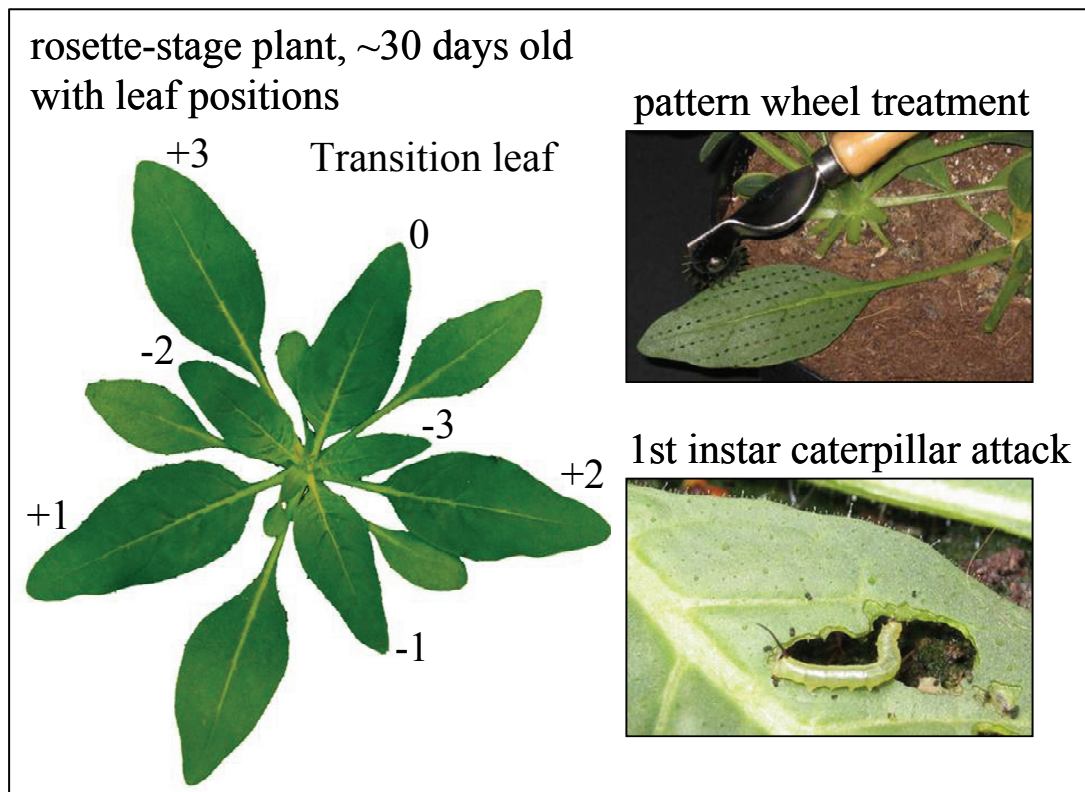 rosette-stage plant, ~30 days old
with leaf positions
Transition leaf
+3
0
-2
-3
+2
+1
-1
pattern wheel treatment
1st instar caterpillar attack